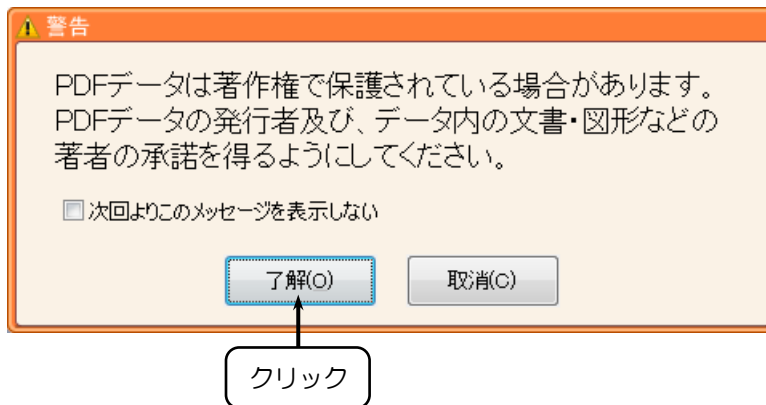 警告
PDFデータは著作権で保護されている場合があります。
PDFデータの発行者及び、データ内の文書・図形などの
著者の承諾を得るようにしてください。
次回よりこのメッセージを表示しない
了解(O) 取消(C)
クリック